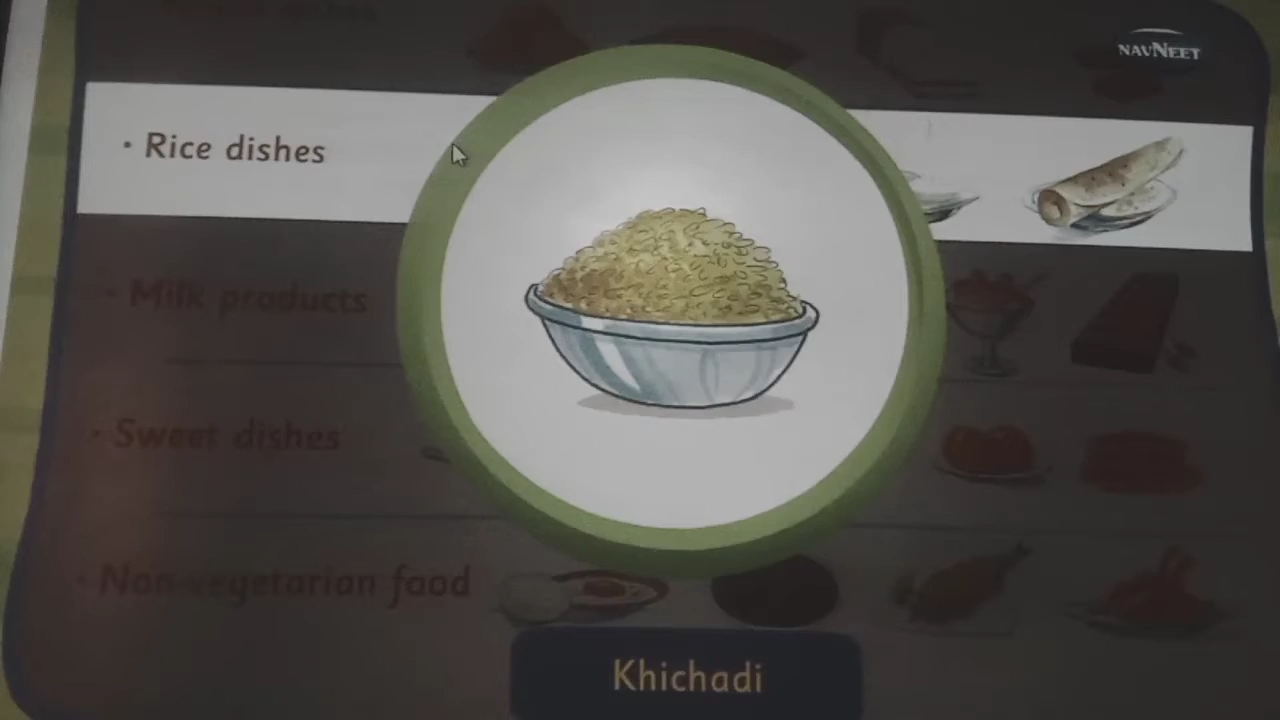 NAVNEET
• Rice dishes
• Milk products
• Sweet dishes
• Non-vegetarian food
Khichadi